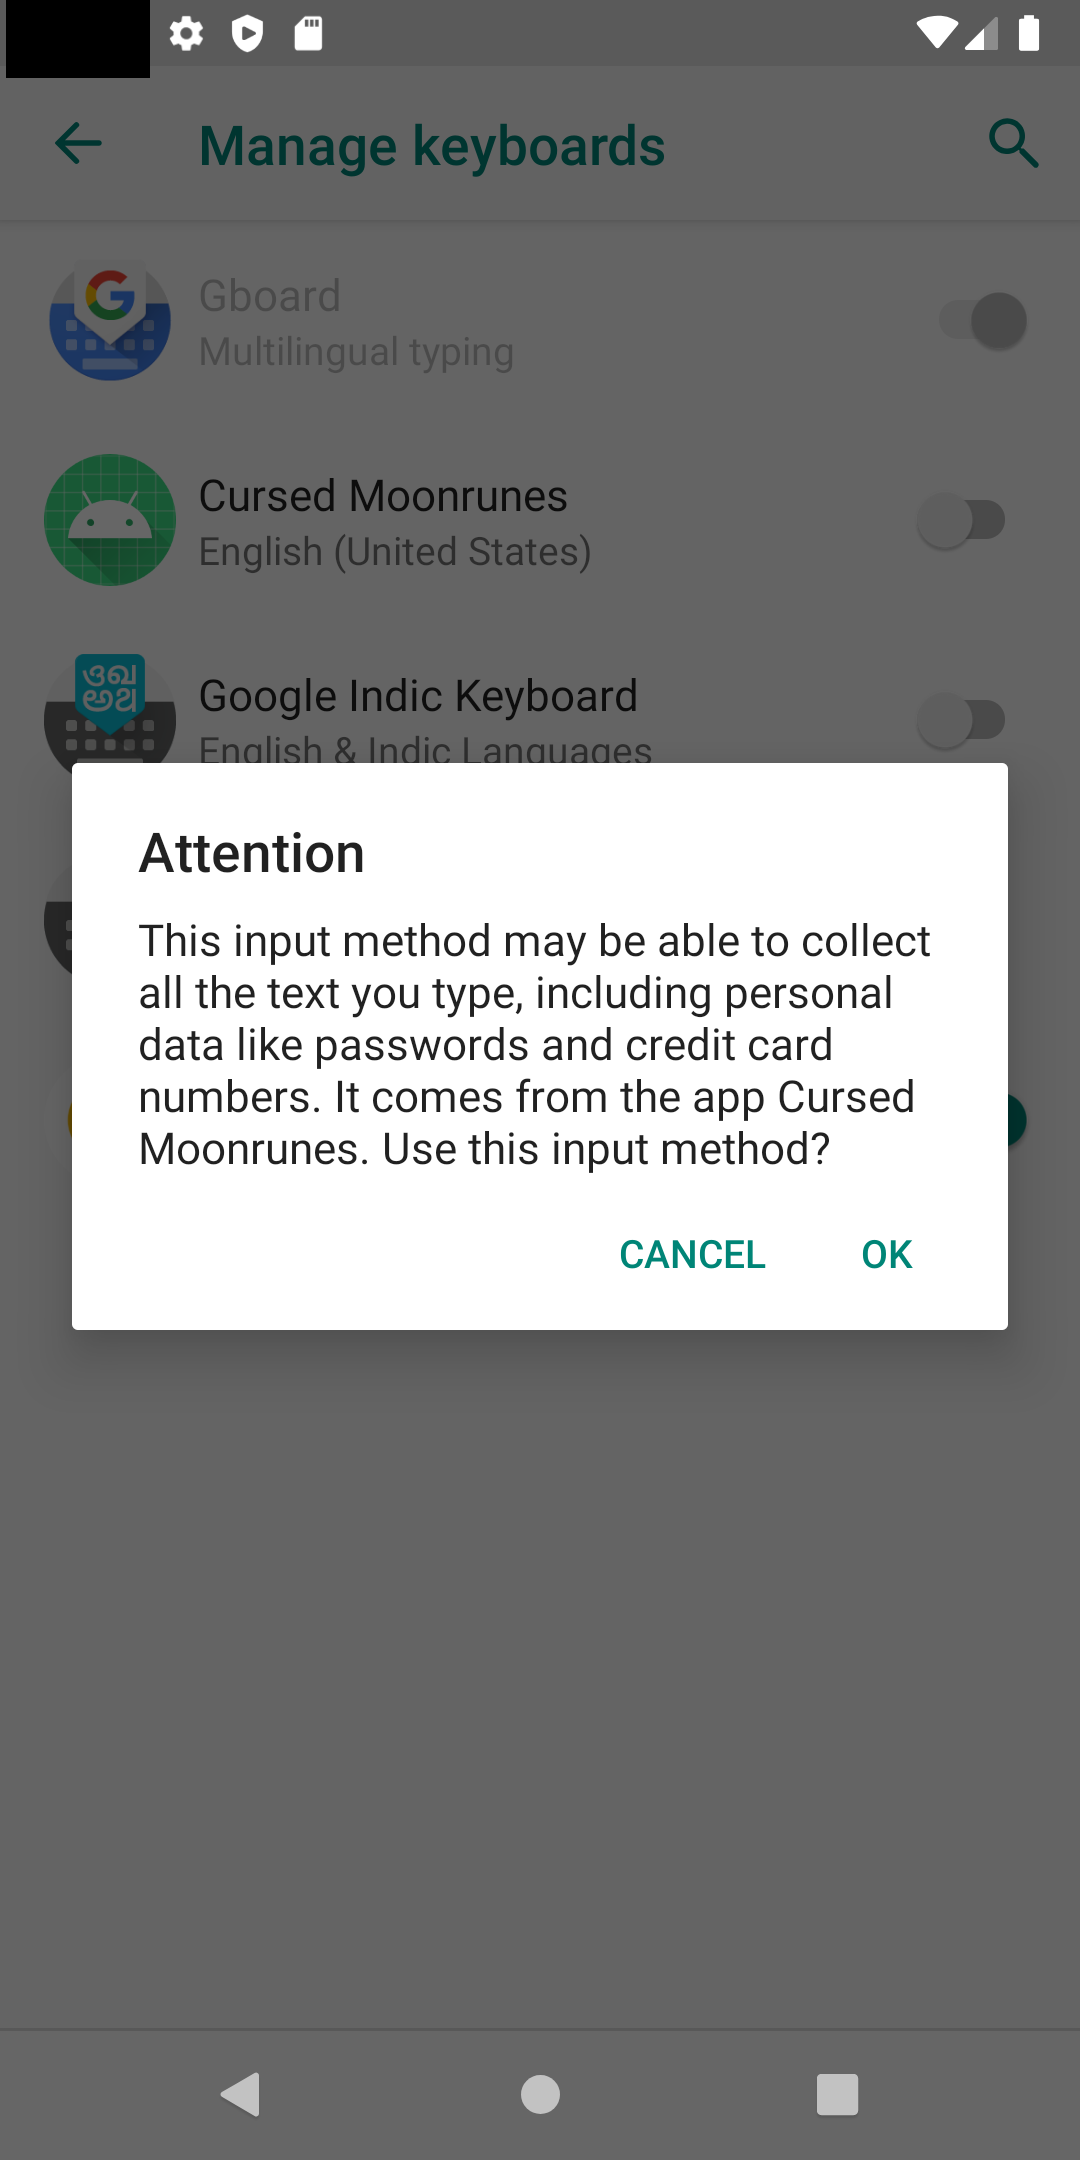 Manage keyboards
Gboard
Multilingual typing
Cursed Moonrunes
English (United States)
Google Indic Keyboard
English & Indic Languages
Attention
This input method may be able to collect
all the text you type, including personal
data like passwords and credit card
numbers. It comes from the app Cursed
Moonrunes. Use this input method?
CANCEL OK